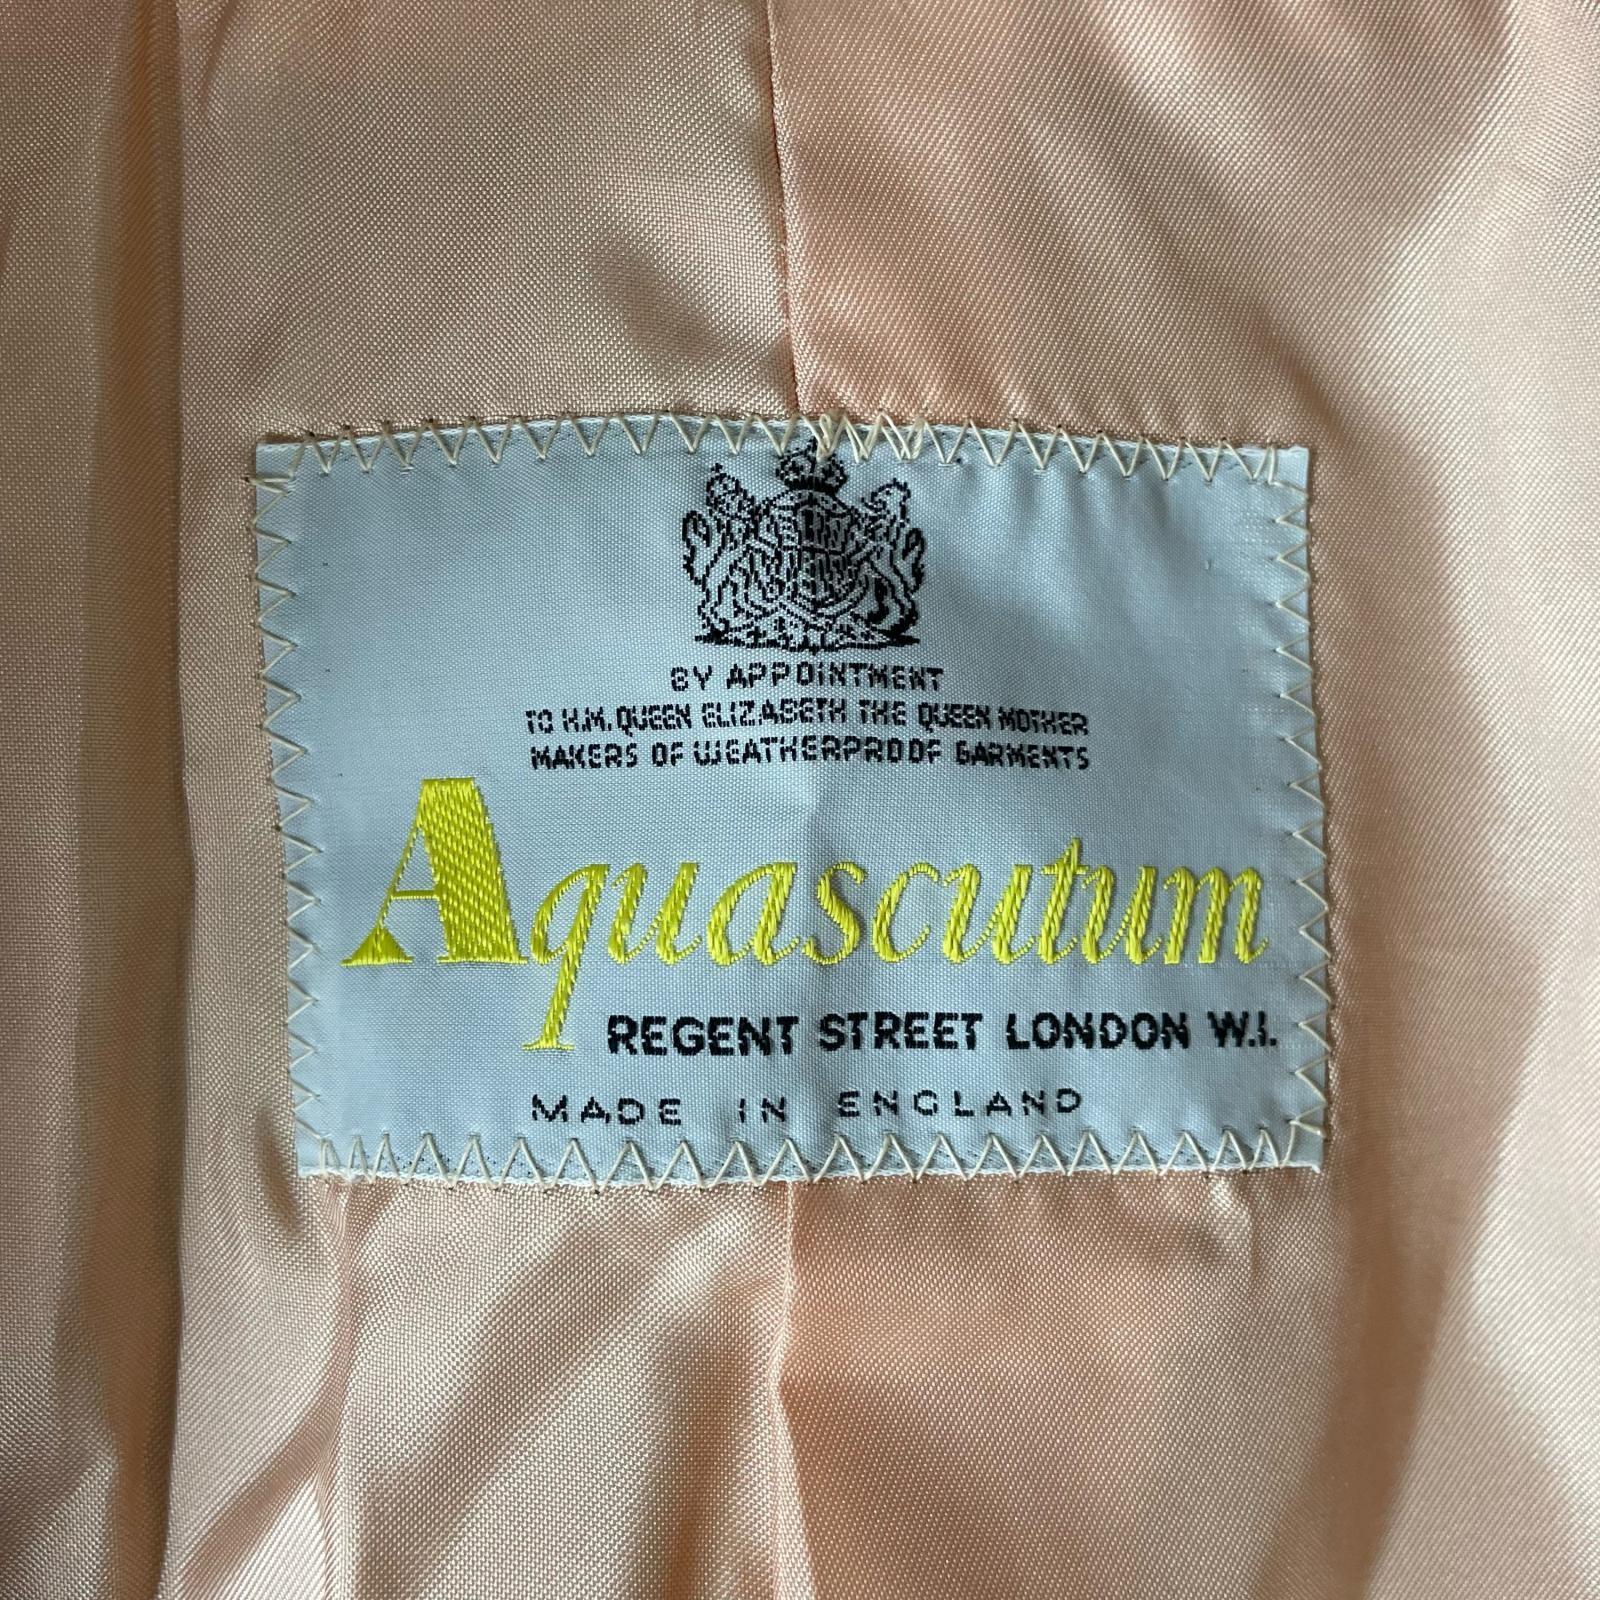 BY APPOINTMENT
TO H.M. QUEEN ELIZABETH THE QUEEN MOTHER
MAKERS OF WEATHERPROOF GARMENTS
Aquascutum
REGENT STREET LONDON W.1.
MADE IN ENGLAND